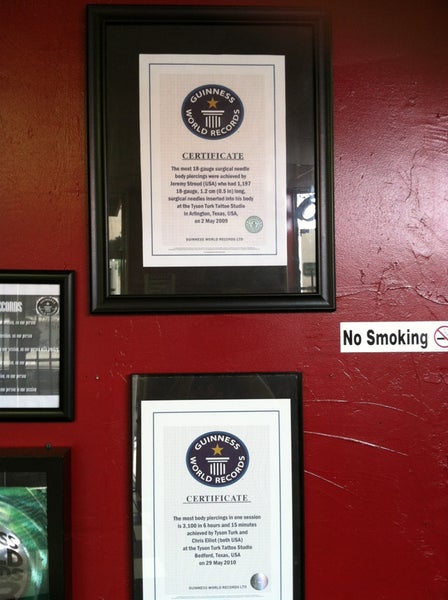 GUINNESS
WORLD RECORDS
CERTIFICATE
The most 18-gauge surgical needle
body piercings were achieved by
Jeremy Stroud (USA) who had 1,197
18-gauge, 1.2 cm (0.5 in) long,
surgical needles inserted into his body
at the Tyson Turk Tattoo Studio
in Arlington, Texas, USA,
on 2 May 2009
GUINNESS WORLD RECORDS LTD
No Smoking
GUINNESS
WORLD RECORDS
CERTIFICATE
The most body piercings in one session
is 3,100 in 6 hours and 15 minutes
achieved by Tyson Turk and
Chris Elliot (both USA)
at the Tyson Turk Tattoo Studio
Bedford, Texas, USA
on 29 May 2010
GUINNESS WORLD RECORDS LTD